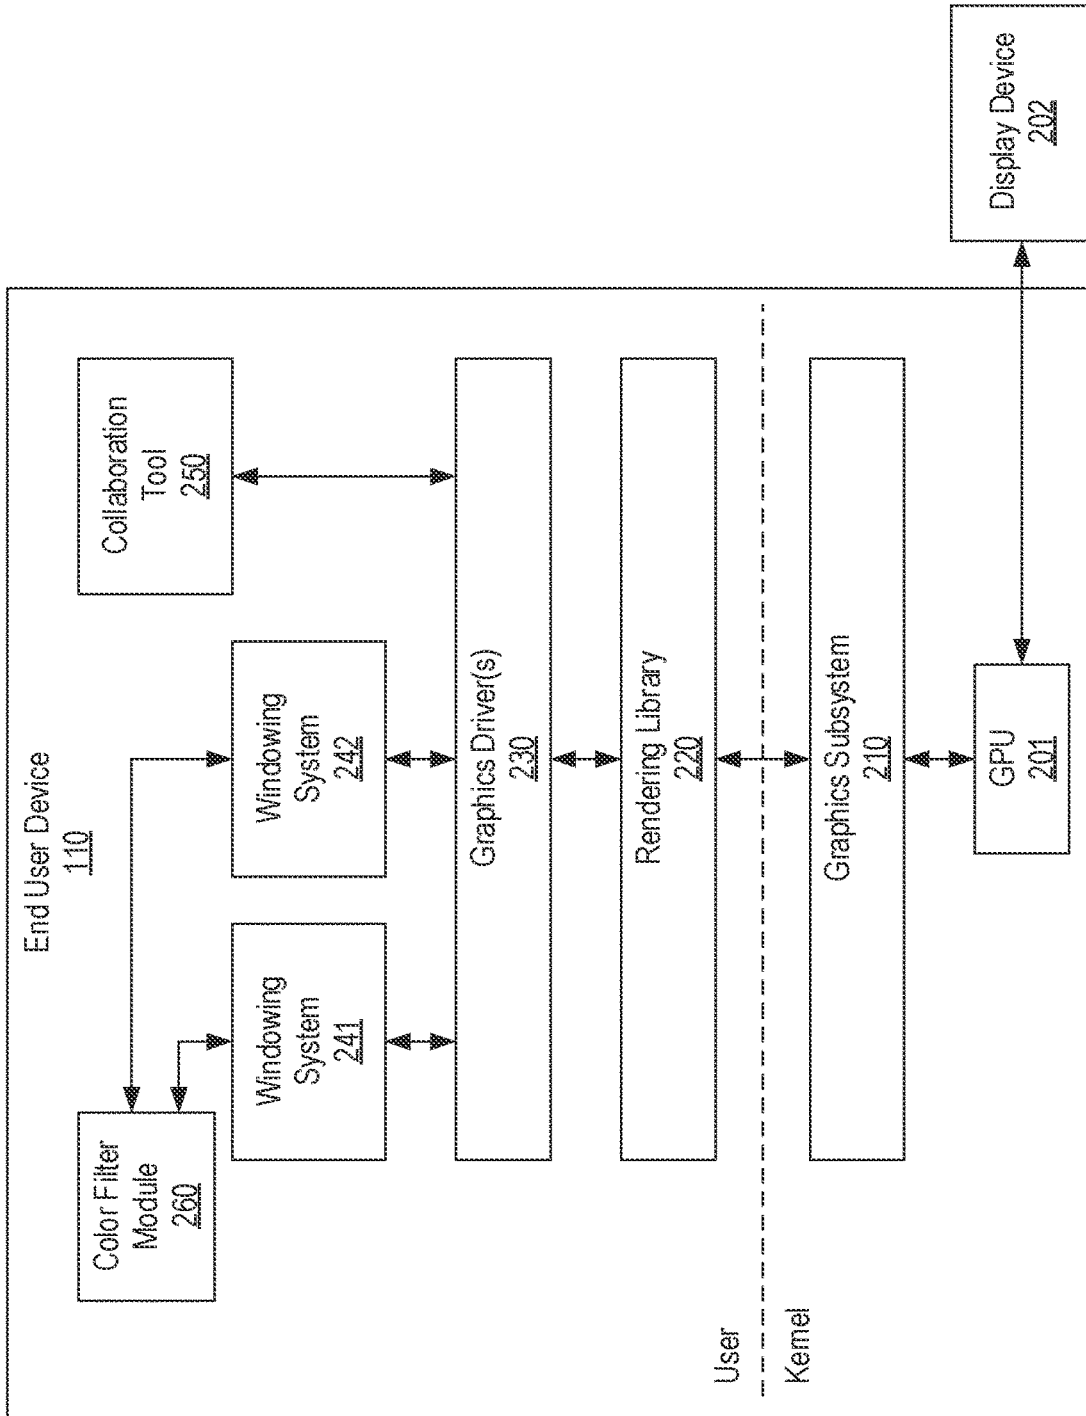 End User Device
110
Color Filter
Module
260
Collaboration
Tool
250
Windowing
System
241
Windowing
System
242
Graphics Driver(s)
230
Rendering Library
220
User
Kernel
Graphics Subsystem
210
GPU
201
Display Device
202